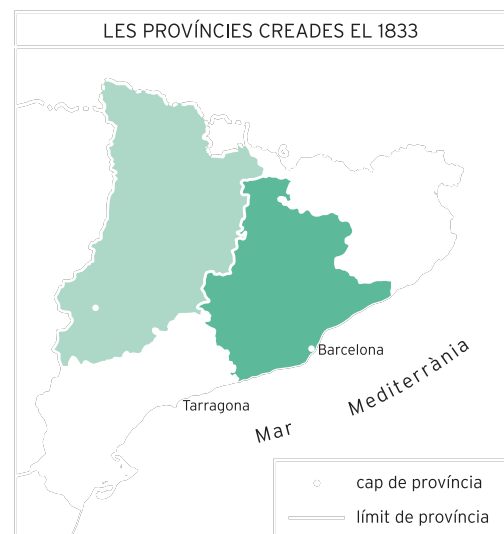 LES PROVÍNCIES CREADES EL 1833
Barcelona
Tarragona
Mar Mediterrània
cap de província
límit de província